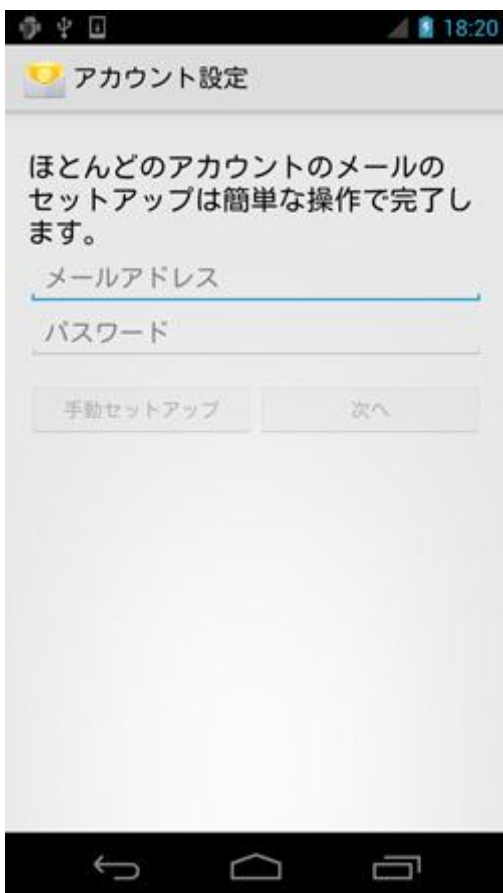 18:20
アカウント設定
ほとんどのアカウントのメールの
セットアップは簡単な操作で完了し
ます。
メールアドレス
パスワード
手動セットアップ 次へ